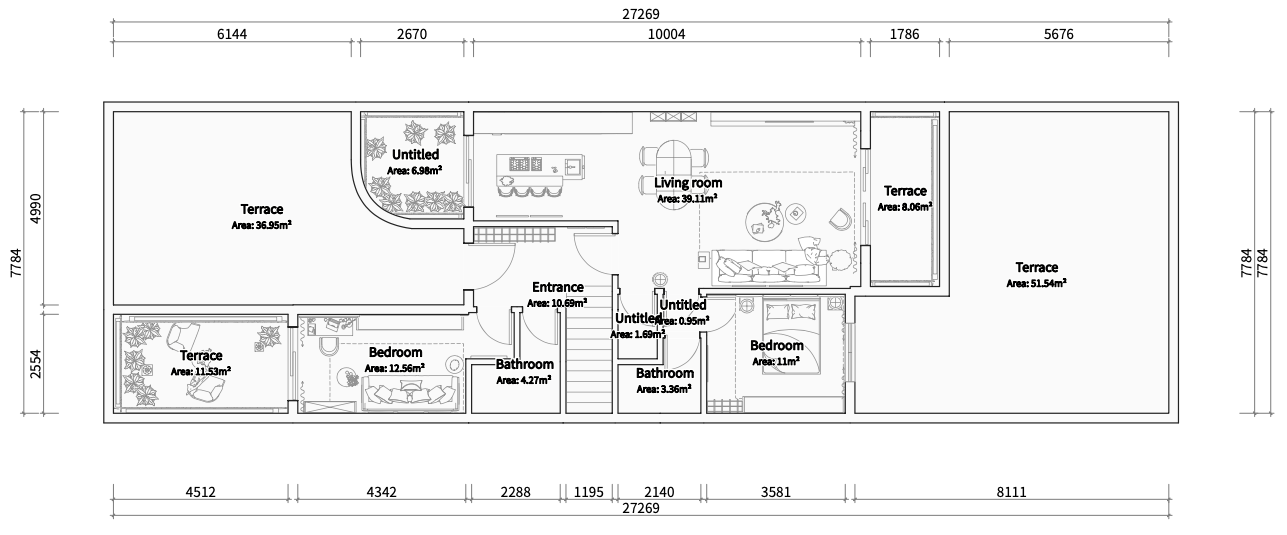 27269
6144
2670
10004
1786
5676
7784
4990
2554
7784
7784
Untitled
Area: 6.98m²
Living room
Area: 39.11m²
Terrace
Area: 8.06m²
Terrace
Area: 36.95m²
Terrace
Area: 51.54m²
Entrance
Area: 10.69m²
Untitled
Area: 0.95m²
Untitled
Area: 1.69m²
Terrace
Area: 11.53m²
Bedroom
Area: 12.56m²
Bathroom
Area: 4.27m²
Bathroom
Area: 3.36m²
Bedroom
Area: 11m²
4512
4342
2288
1195
2140
3581
8111
27269